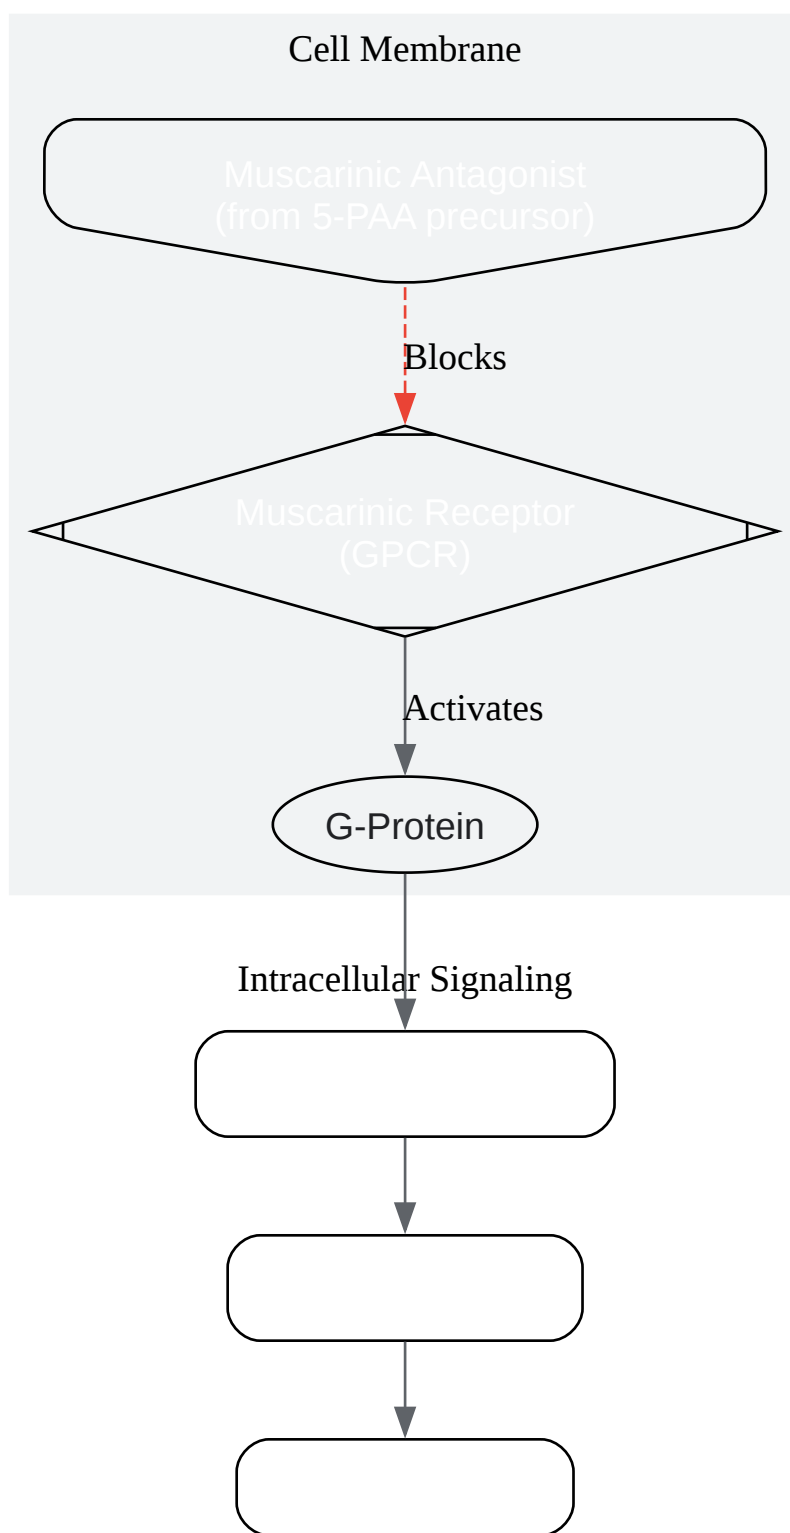 Cell Membrane
Muscarinic Antagonist
(from 5-PAA precursor)
Blocks
Muscarinic Receptor
(GPCR)
Activates
G-Protein
Intracellular Signaling